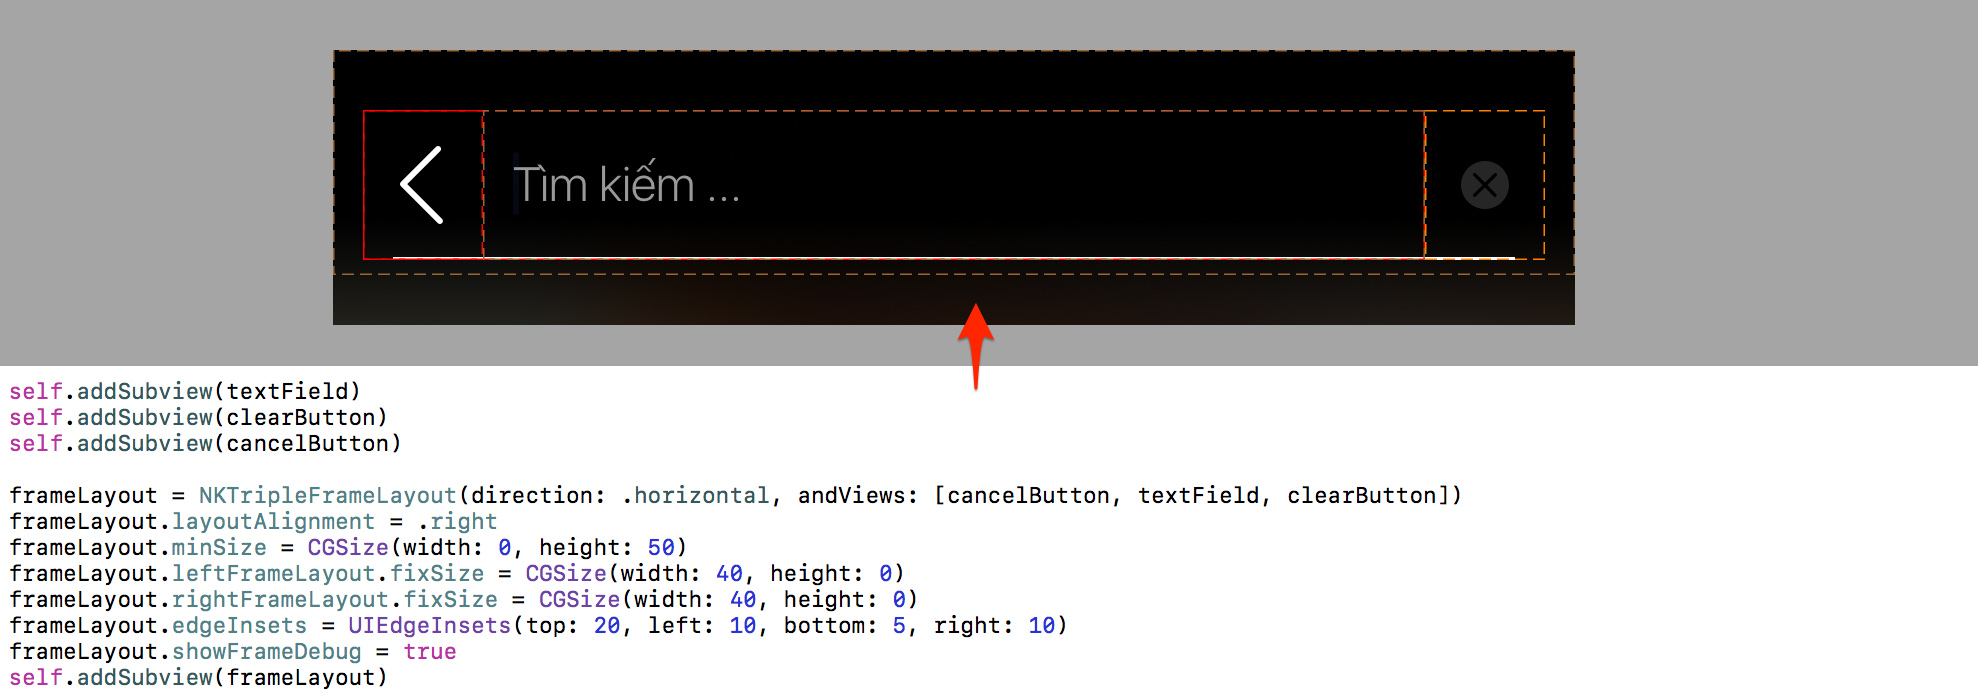 Tìm kiếm ...
self.addSubview(textField)
self.addSubview(clearButton)
self.addSubview(cancelButton)
frameLayout = NKTripleFrameLayout(direction: .horizontal, andViews: [cancelButton, textField, clearButton])
frameLayout.layoutAlignment = .right
frameLayout.minSize = CGSize(width: 0, height: 50)
frameLayout.leftFrameLayout.fixSize = CGSize(width: 40, height: 0)
frameLayout.rightFrameLayout.fixSize = CGSize(width: 40, height: 0)
frameLayout.edgeInsets = UIEdgeInsets(top: 20, left: 10, bottom: 5, right: 10)
frameLayout.showFrameDebug = true
self.addSubview(frameLayout)